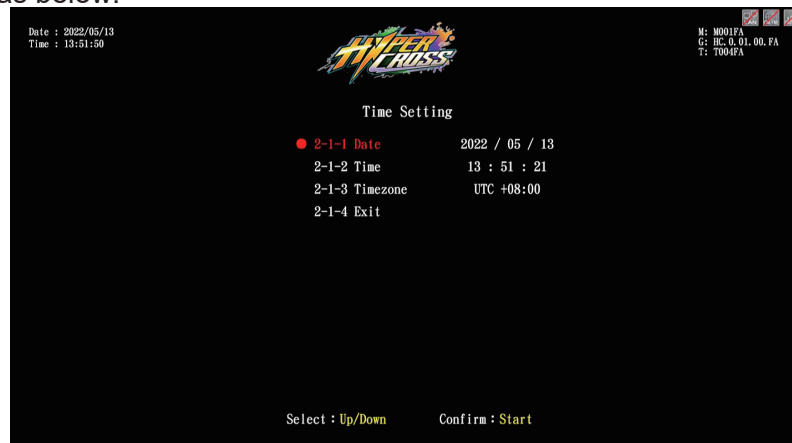 as below.
Date : 2022/05/13
Time : 13:51:50
HYPER
CROSS
M: M001FA
G: HC.0.01.00.FA
T: T004FA
Time Setting
2-1-1 Date 2022 / 05 / 13
2-1-2 Time 13 : 51 : 21
2-1-3 Timezone UTC +08:00
2-1-4 Exit
Select : Up/Down Confirm : Start